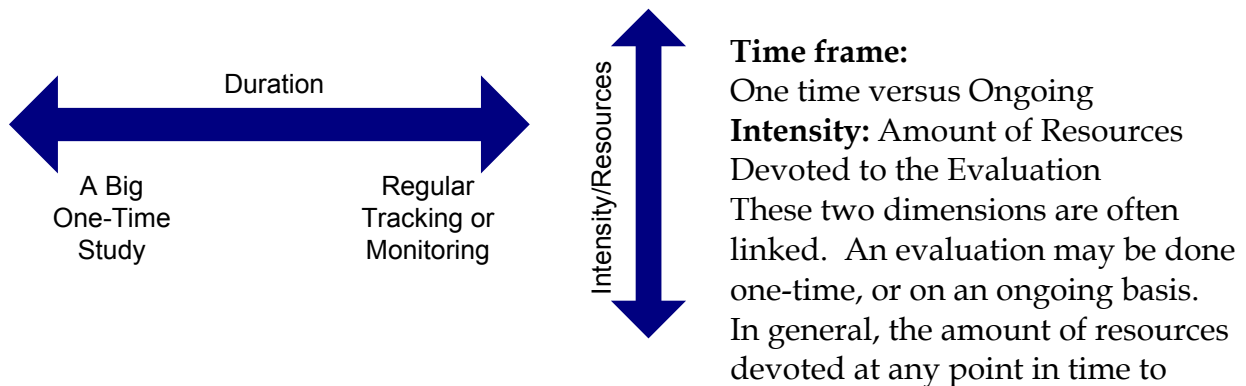 Duration
A Big
One-Time
Study
Regular
Tracking or
Monitoring
Intensity/Resources
Time frame:
One time versus Ongoing
Intensity: Amount of Resources
Devoted to the Evaluation
These two dimensions are often
linked.  An evaluation may be done
one-time, or on an ongoing basis.
In general, the amount of resources
devoted at any point in time to